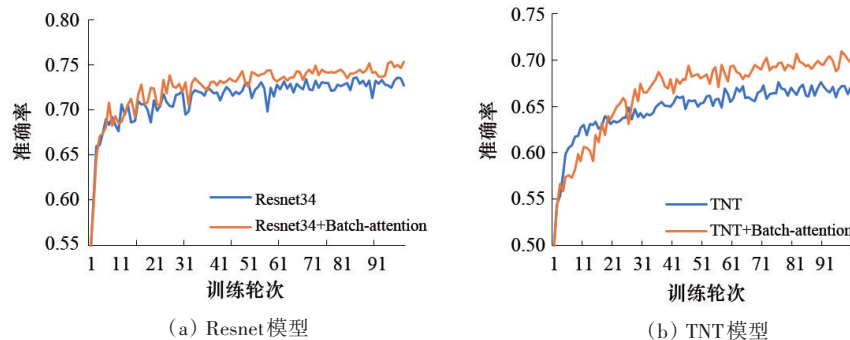 0.80
0.75
0.70
0.65
0.60
0.55
准确率
Resnet34
Resnet34+Batch-attention
1 11 21 31 41 51 61 71 81 91
训练轮次
(a) Resnet模型
0.75
0.70
0.65
0.60
0.55
0.50
准确率
TNT
TNT+Batch-attention
1 11 21 31 41 51 61 71 81 91
训练轮次
(b) TNT模型